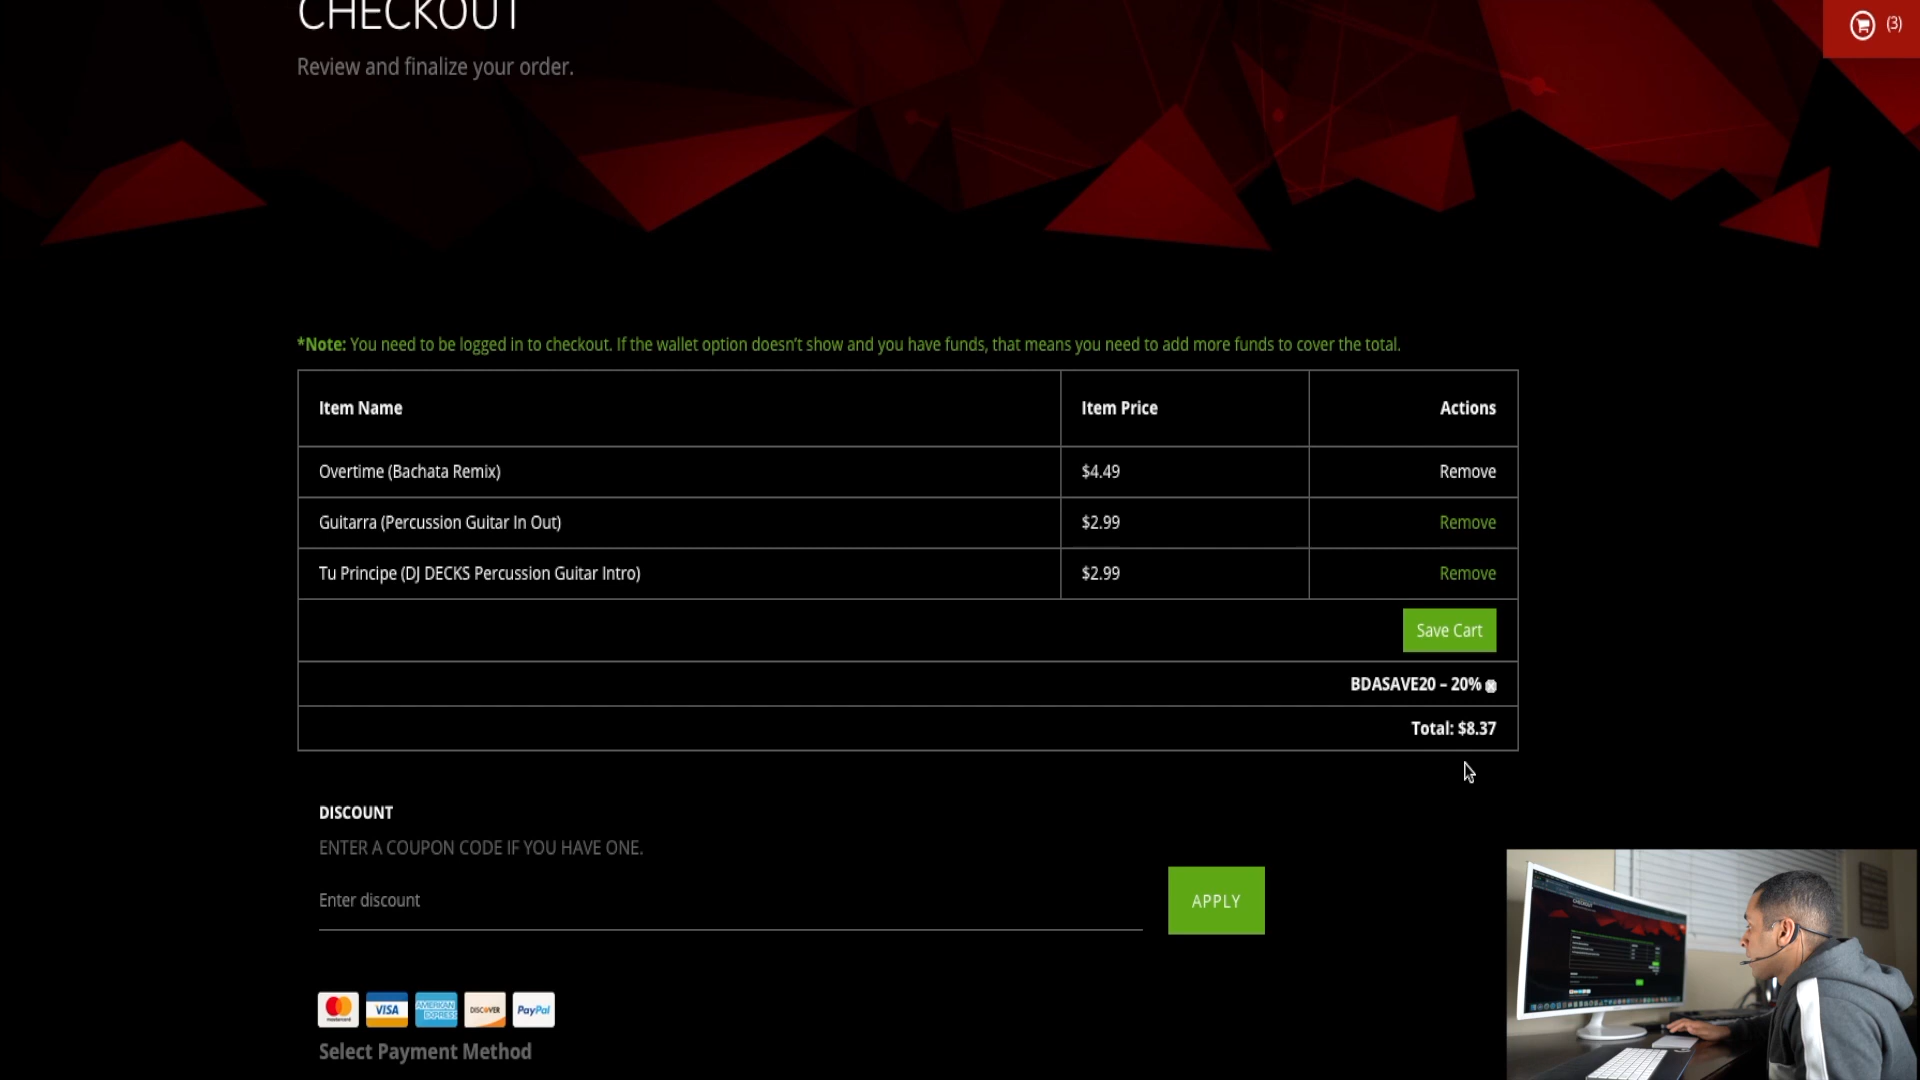 CHECKOUT
(3)
Review and finalize your order.
*Note: You need to be logged in to checkout. If the wallet option doesn't show and you have funds, that means you need to add more funds to cover the total.
Item Name Item Price Actions
Overtime (Bachata Remix) $4.49 Remove
Guitarra (Percussion Guitar In Out) $2.99 Remove
Tu Principe (DJ DECKS Percussion Guitar Intro) $2.99 Remove
Save Cart
BDASAVE20 – 20%
Total: $8.37
DISCOUNT
ENTER A COUPON CODE IF YOU HAVE ONE.
Enter discount
APPLY
mastercard VISA AMERICAN EXPRESS DISCOVER PayPal
Select Payment Method